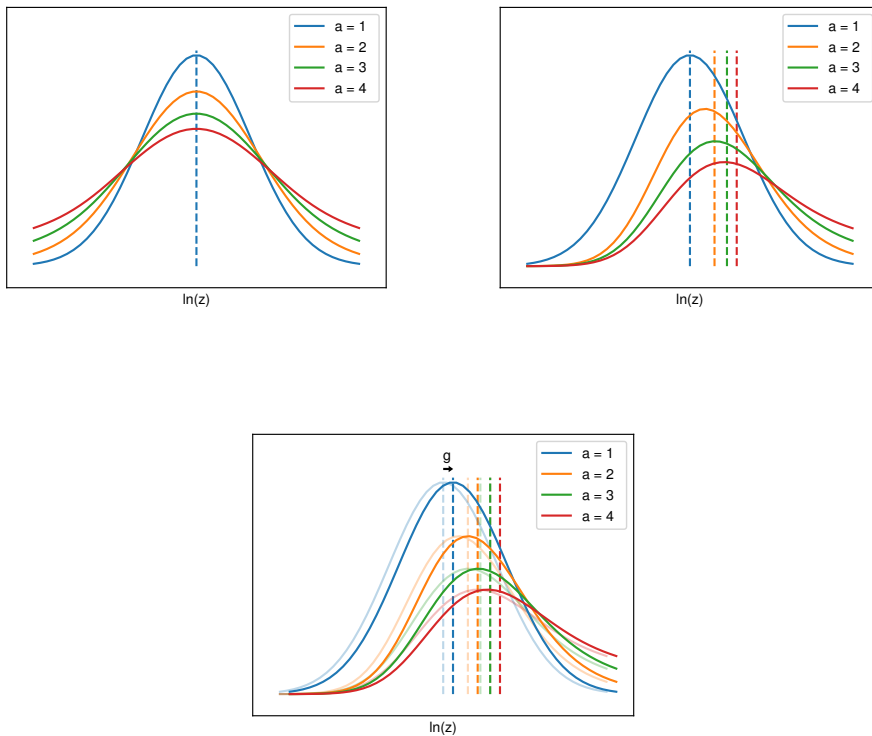 a = 1
a = 2
a = 3
a = 4
ln(z)
a = 1
a = 2
a = 3
a = 4
ln(z)
g
a = 1
a = 2
a = 3
a = 4
ln(z)